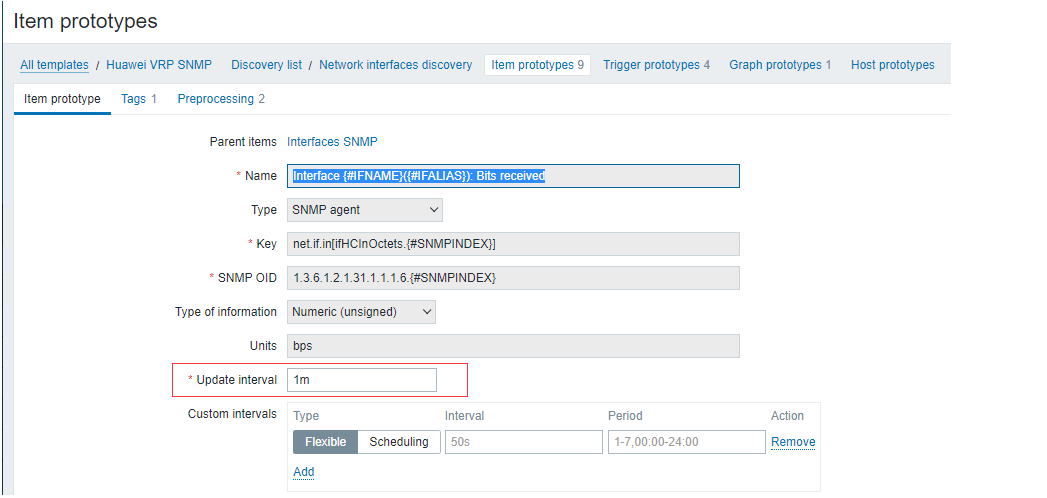 Item prototypes
All templates / Huawei VRP SNMP Discovery list / Network interfaces discovery Item prototypes 9 Trigger prototypes 4 Graph prototypes 1 Host prototypes
Item prototype Tags 1 Preprocessing 2
Parent items Interfaces SNMP
* Name Interface {#IFNAME}({#IFALIAS}): Bits received
Type SNMP agent
* Key net.if.in[ifHCInOctets.{#SNMPINDEX}]
* SNMP OID 1.3.6.1.2.1.31.1.1.1.6.{#SNMPINDEX}
Type of information Numeric (unsigned)
Units bps
* Update interval 1m
Custom intervals Type Interval Period Action
Flexible Scheduling 50s 1-7,00:00-24:00 Remove
Add